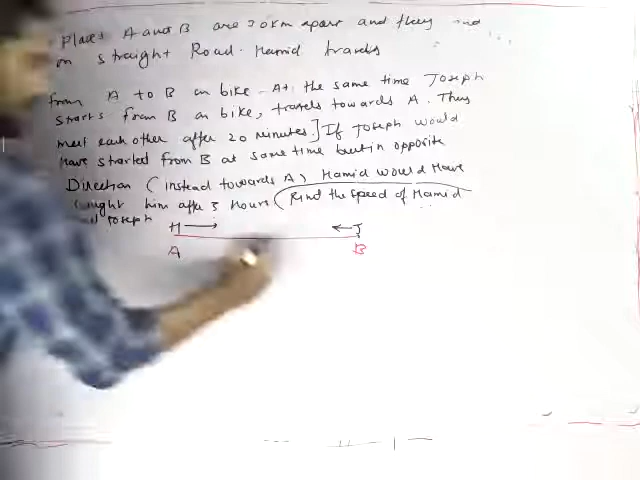 Places A and B are 30 km apart and they
on straight Road. Hamid travels
from A to B on bike. At the same time Joseph
starts from B on bike, travels towards A. They
meet each other after 20 minutes] If Joseph would
have started from B at same time but in opposite
Direction (instead towards A) Hamid would Have
him after 3 hours (Find the speed of Hamid
Joseph
H J
A B